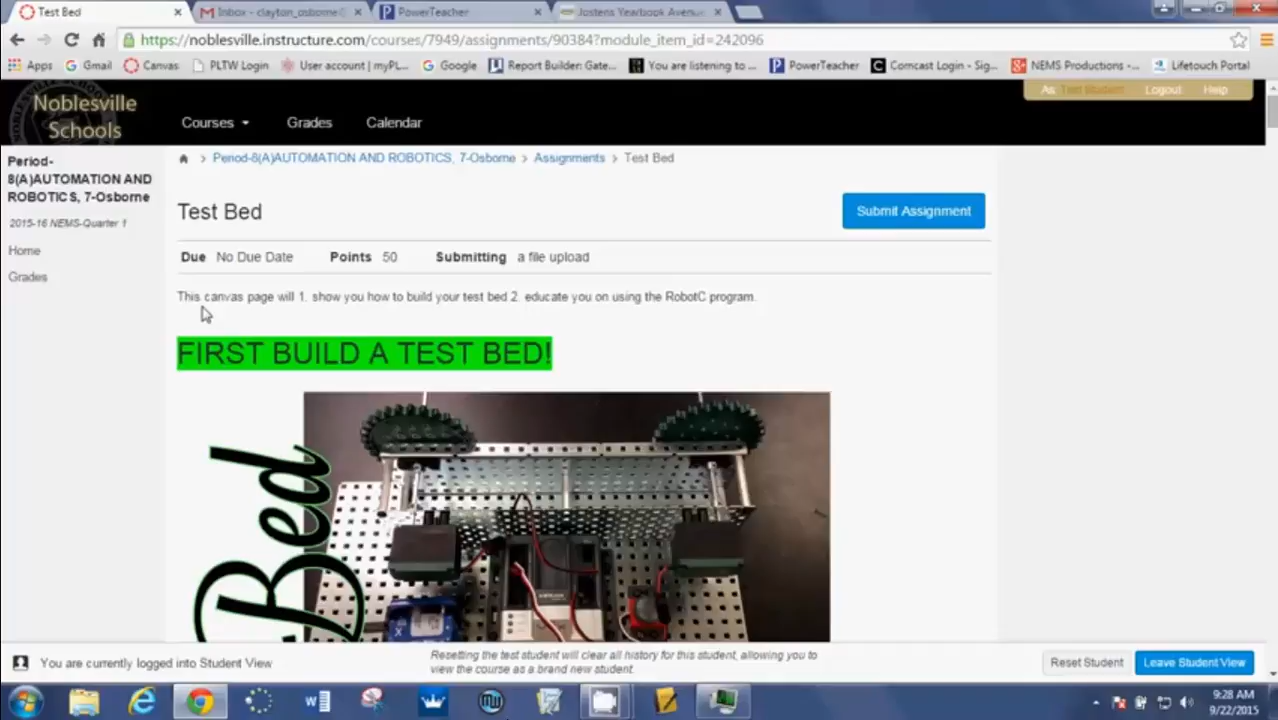 Test Bed
Inbox - clayton_osborne@
PowerTeacher
Jostens Yearbook Avenue
https://noblesville.instructure.com/courses/7949/assignments/90384?module_item_id=242096
Apps Gmail Canvas PLTW Login User account | myPL... Google Report Builder: Gate... You are listening to ... PowerTeacher Comcast Login - Sig... NEMS Productions -... Lifetouch Portal
Noblesville
Schools
Courses Grades Calendar
As: Test Student Logout Help
Period-
8(A)AUTOMATION AND
ROBOTICS, 7-Osborne
2015-16 NEMS-Quarter 1
Home
Grades
Period-8(A)AUTOMATION AND ROBOTICS, 7-Osborne > Assignments > Test Bed
Test Bed
Submit Assignment
Due No Due Date Points 50 Submitting a file upload
This canvas page will 1. show you how to build your test bed 2. educate you on using the RobotC program.
FIRST BUILD A TEST BED!
Bed
You are currently logged into Student View
Resetting the test student will clear all history for this student, allowing you to
view the course as a brand new student.
Reset Student
Leave Student View
9:28 AM
9/22/2015